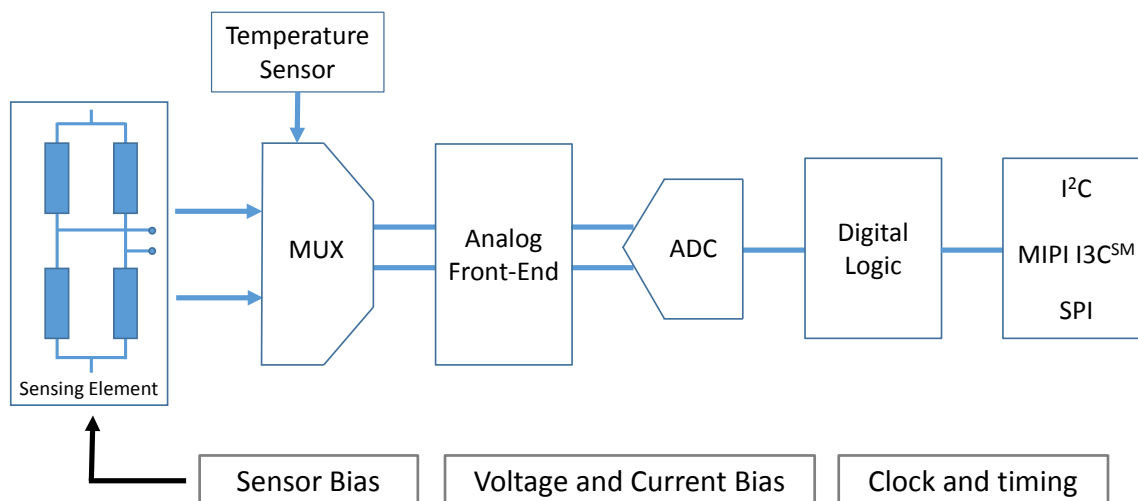 Temperature
Sensor
Sensing Element
MUX
Analog
Front-End
ADC
Digital
Logic
I²C
MIPI I3C℠
SPI
Sensor Bias
Voltage and Current Bias
Clock and timing